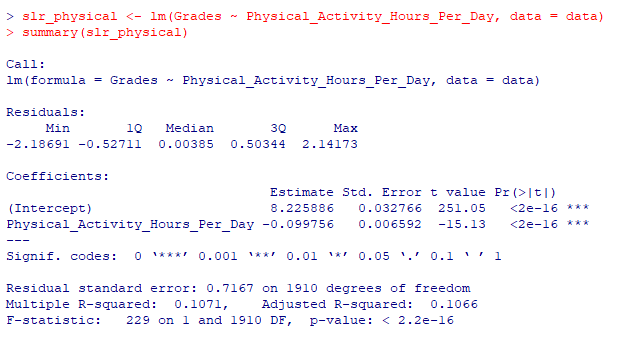 > slr_physical <- lm(Grades ~ Physical_Activity_Hours_Per_Day, data = data)
> summary(slr_physical)
Call:
lm(formula = Grades ~ Physical_Activity_Hours_Per_Day, data = data)
Residuals:
Min 1Q Median 3Q Max
-2.18691 -0.52711 0.00385 0.50344 2.14173
Coefficients:
Estimate Std. Error t value Pr(>|t|)
(Intercept) 8.225886 0.032766 251.05 <2e-16 ***
Physical_Activity_Hours_Per_Day -0.099756 0.006592 -15.13 <2e-16 ***
---
Signif. codes: 0 ‘***’ 0.001 ‘**’ 0.01 ‘*’ 0.05 ‘.’ 0.1 ‘ ’ 1
Residual standard error: 0.7167 on 1910 degrees of freedom
Multiple R-squared: 0.1071, Adjusted R-squared: 0.1066
F-statistic: 229 on 1 and 1910 DF, p-value: < 2.2e-16